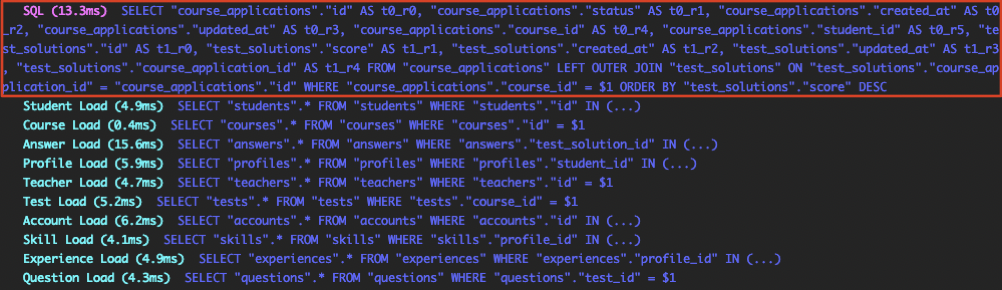 SQL (13.3ms)  SELECT "course_applications"."id" AS t0_r0, "course_applications"."status" AS t0_r1, "course_applications"."created_at" AS t0
_r2, "course_applications"."updated_at" AS t0_r3, "course_applications"."course_id" AS t0_r4, "course_applications"."student_id" AS t0_r5, "te
st_solutions"."id" AS t1_r0, "test_solutions"."score" AS t1_r1, "test_solutions"."created_at" AS t1_r2, "test_solutions"."updated_at" AS t1_r3
, "test_solutions"."course_application_id" AS t1_r4 FROM "course_applications" LEFT OUTER JOIN "test_solutions" ON "test_solutions"."course_ap
plication_id" = "course_applications"."id" WHERE "course_applications"."course_id" = $1 ORDER BY "test_solutions"."score" DESC
Student Load (4.9ms)  SELECT "students".* FROM "students" WHERE "students"."id" IN (...)
Course Load (0.4ms)  SELECT "courses".* FROM "courses" WHERE "courses"."id" = $1
Answer Load (15.6ms)  SELECT "answers".* FROM "answers" WHERE "answers"."test_solution_id" IN (...)
Profile Load (5.9ms)  SELECT "profiles".* FROM "profiles" WHERE "profiles"."student_id" IN (...)
Teacher Load (4.7ms)  SELECT "teachers".* FROM "teachers" WHERE "teachers"."id" = $1
Test Load (5.2ms)  SELECT "tests".* FROM "tests" WHERE "tests"."course_id" = $1
Account Load (6.2ms)  SELECT "accounts".* FROM "accounts" WHERE "accounts"."id" IN (...)
Skill Load (4.1ms)  SELECT "skills".* FROM "skills" WHERE "skills"."profile_id" IN (...)
Experience Load (4.9ms)  SELECT "experiences".* FROM "experiences" WHERE "experiences"."profile_id" IN (...)
Question Load (4.3ms)  SELECT "questions".* FROM "questions" WHERE "questions"."test_id" = $1